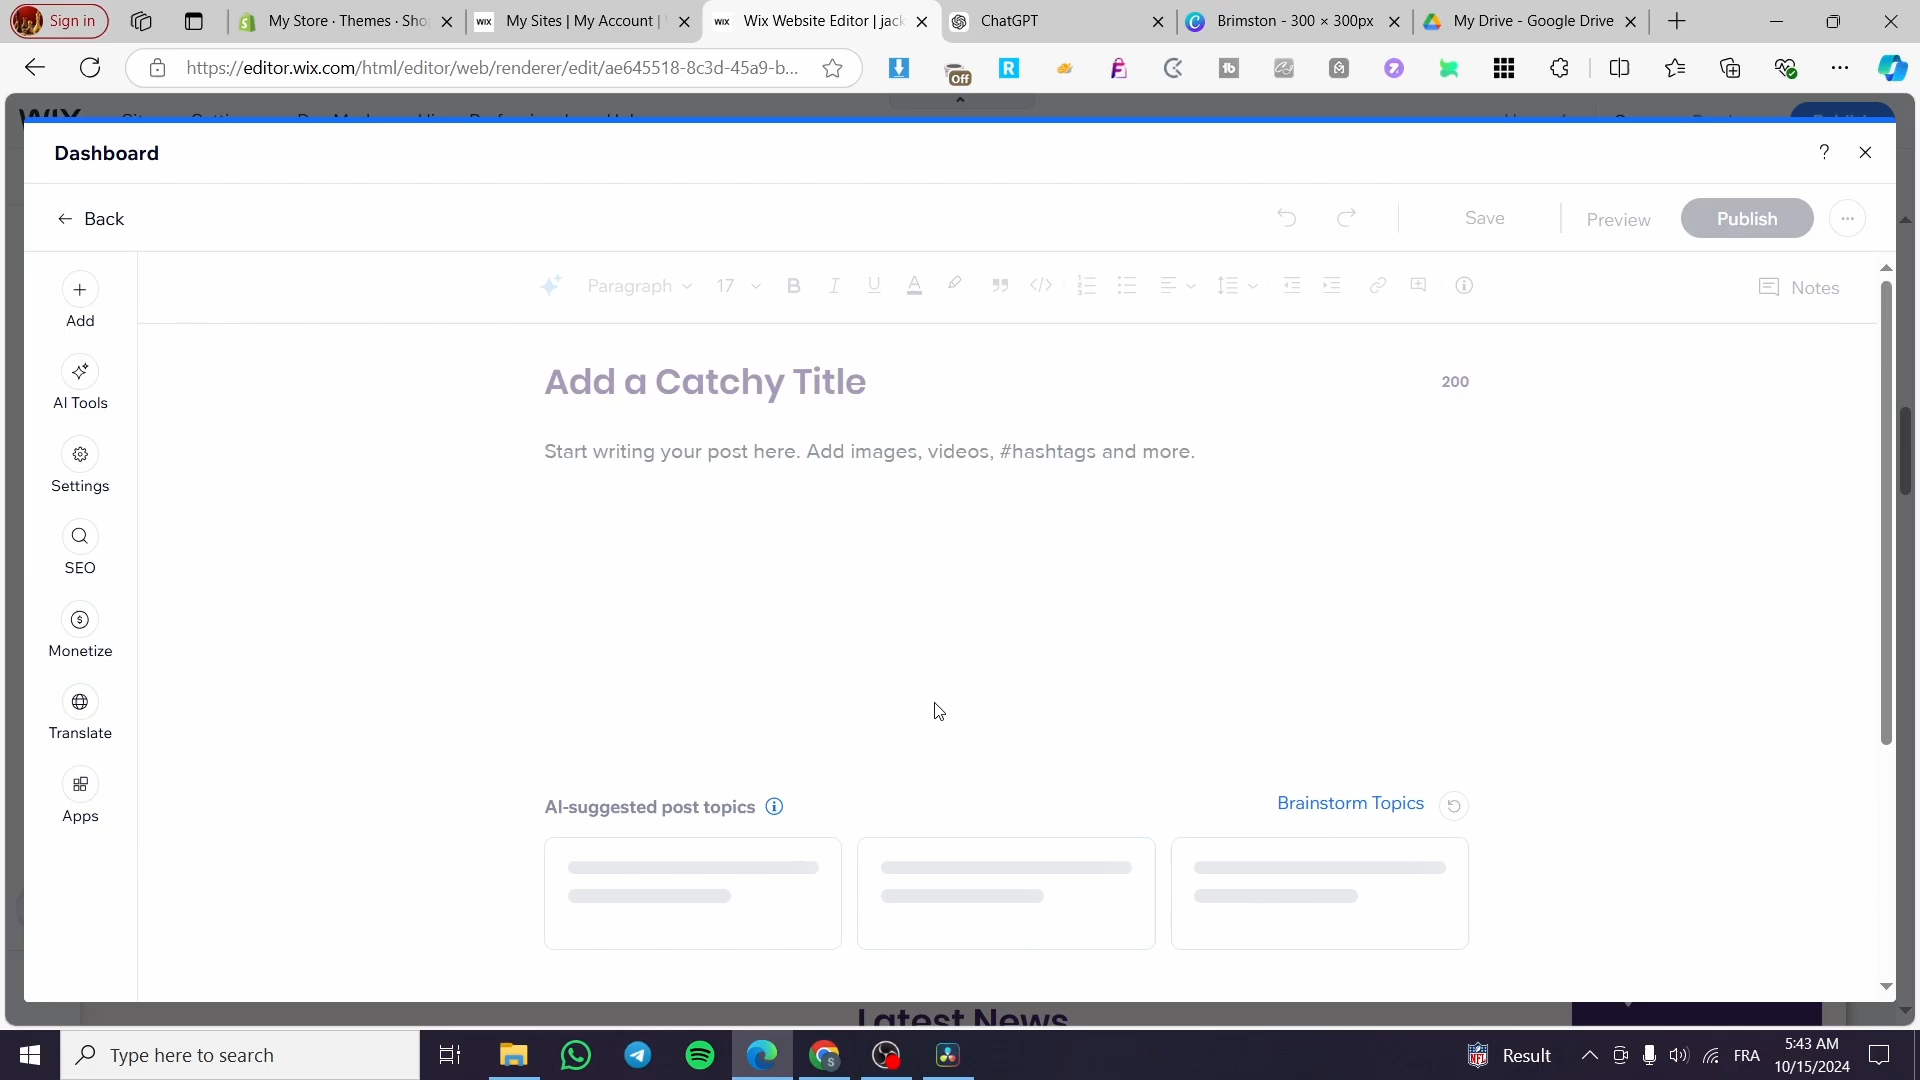 Sign in
My Store · Themes · Sho
My Sites | My Account |
Wix Website Editor | jack
ChatGPT
Brimston - 300 × 300px
My Drive - Google Drive
https://editor.wix.com/html/editor/web/renderer/edit/ae645518-8c3d-45a9-b...
Off
Dashboard
?
Back
Save
Preview
Publish
Paragraph
17
B
I
U
A
Notes
Add
AI Tools
Settings
SEO
Monetize
Translate
Apps
Add a Catchy Title
200
Start writing your post here. Add images, videos, #hashtags and more.
AI-suggested post topics
Brainstorm Topics
Latest News
Type here to search
Result
FRA
5:43 AM
10/15/2024